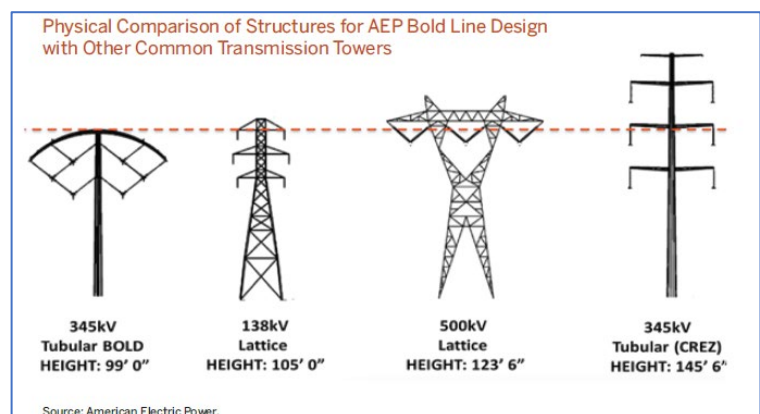 Physical Comparison of Structures for AEP Bold Line Design
with Other Common Transmission Towers
345kV
Tubular BOLD
HEIGHT: 99' 0"
138kV
Lattice
HEIGHT: 105' 0"
500kV
Lattice
HEIGHT: 123' 6"
345kV
Tubular (CREZ)
HEIGHT: 145' 6"
Source: American Electric Power.